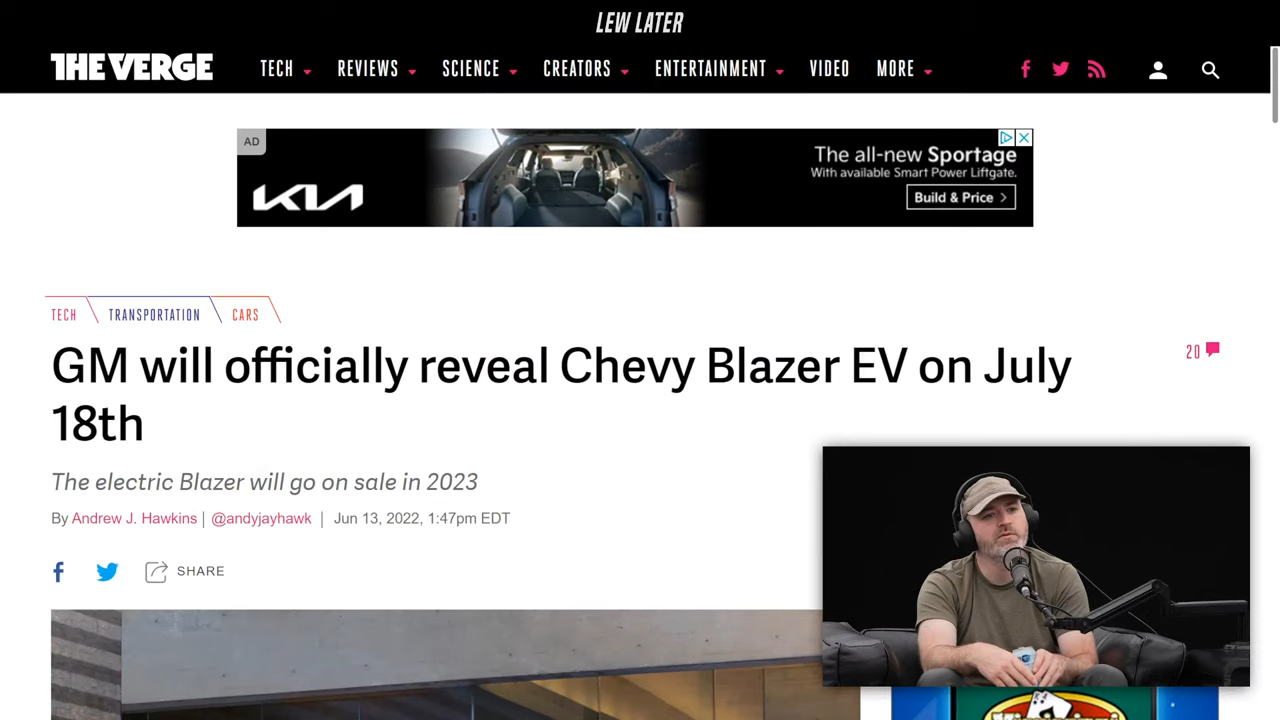 LEW LATER
THE VERGE TECH REVIEWS SCIENCE CREATORS ENTERTAINMENT VIDEO MORE
AD
KIA
The all-new Sportage
With available Smart Power Liftgate.
Build & Price >
TECH TRANSPORTATION CARS
GM will officially reveal Chevy Blazer EV on July
18th
20
The electric Blazer will go on sale in 2023
By Andrew J. Hawkins | @andyjayhawk | Jun 13, 2022, 1:47pm EDT
SHARE